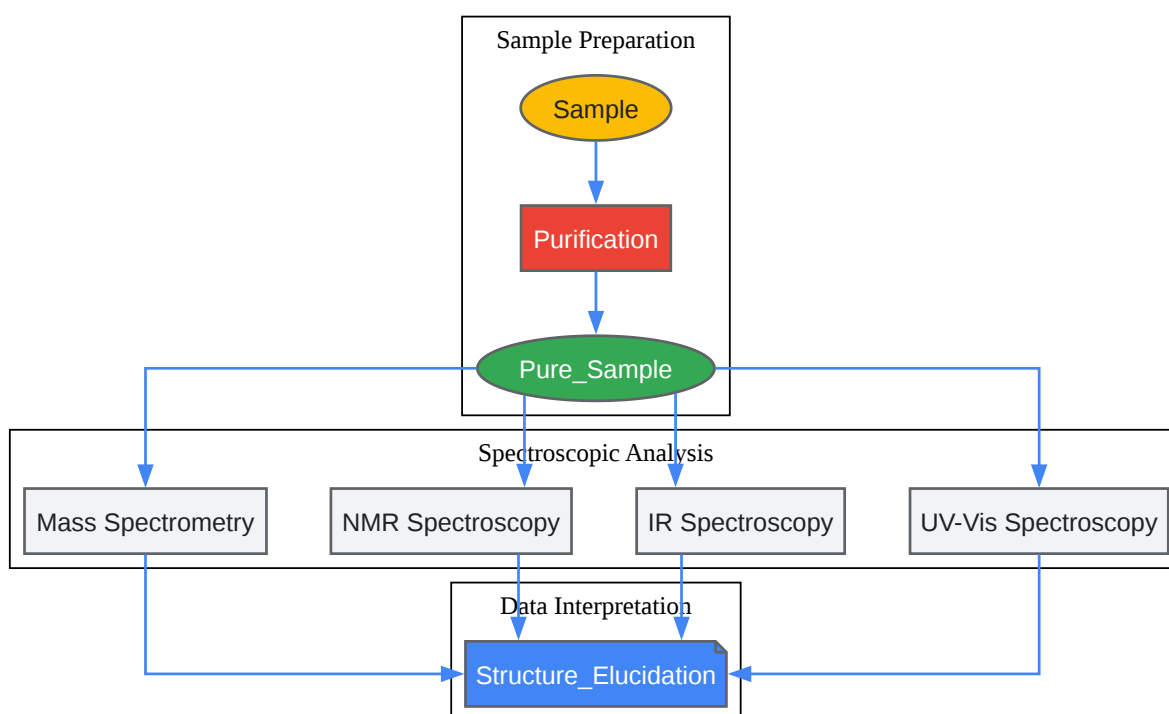 Sample Preparation
Sample
Purification
Pure_Sample
Spectroscopic Analysis
Mass Spectrometry
NMR Spectroscopy
IR Spectroscopy
UV-Vis Spectroscopy
Data Interpretation
Structure_Elucidation